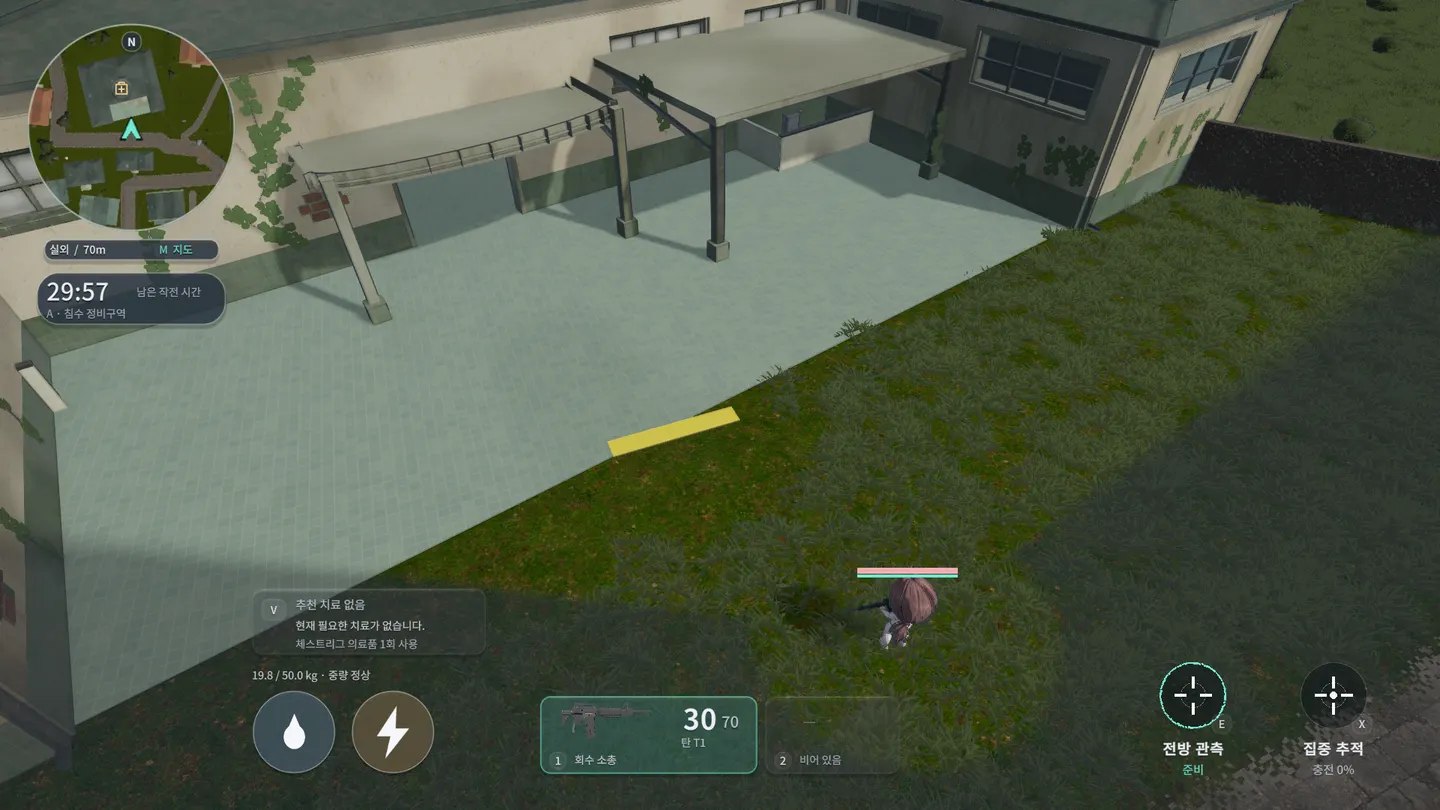 N
실외 / 70m
M 지도
29:57
남은 작전 시간
A · 침수 정비구역
V
추천 치료 없음
현재 필요한 치료가 없습니다.
체스트리그 의료품 1회 사용
19.8 / 50.0 kg · 중량 정상
30 70
탄 T1
1 회수 소총
—
2 비어 있음
E
전방 관측
준비
X
집중 추적
충전 0%